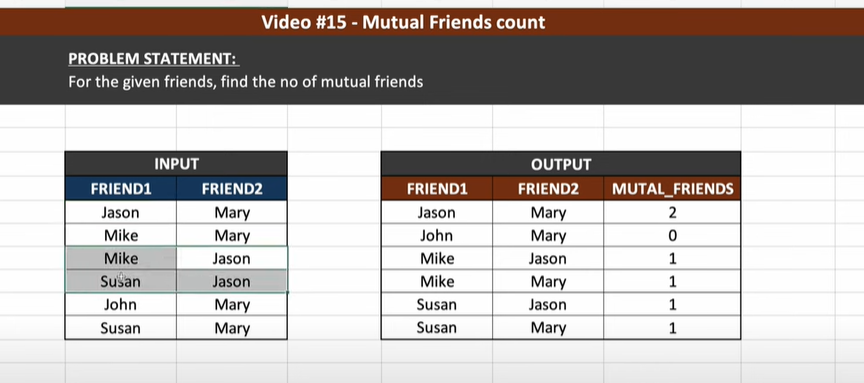 Video #15 - Mutual Friends count
PROBLEM STATEMENT:
For the given friends, find the no of mutual friends
INPUT
FRIEND1 FRIEND2
Jason Mary
Mike Mary
Mike Jason
Susan Jason
John Mary
Susan Mary
OUTPUT
FRIEND1 FRIEND2 MUTAL_FRIENDS
Jason Mary 2
John Mary 0
Mike Jason 1
Mike Mary 1
Susan Jason 1
Susan Mary 1